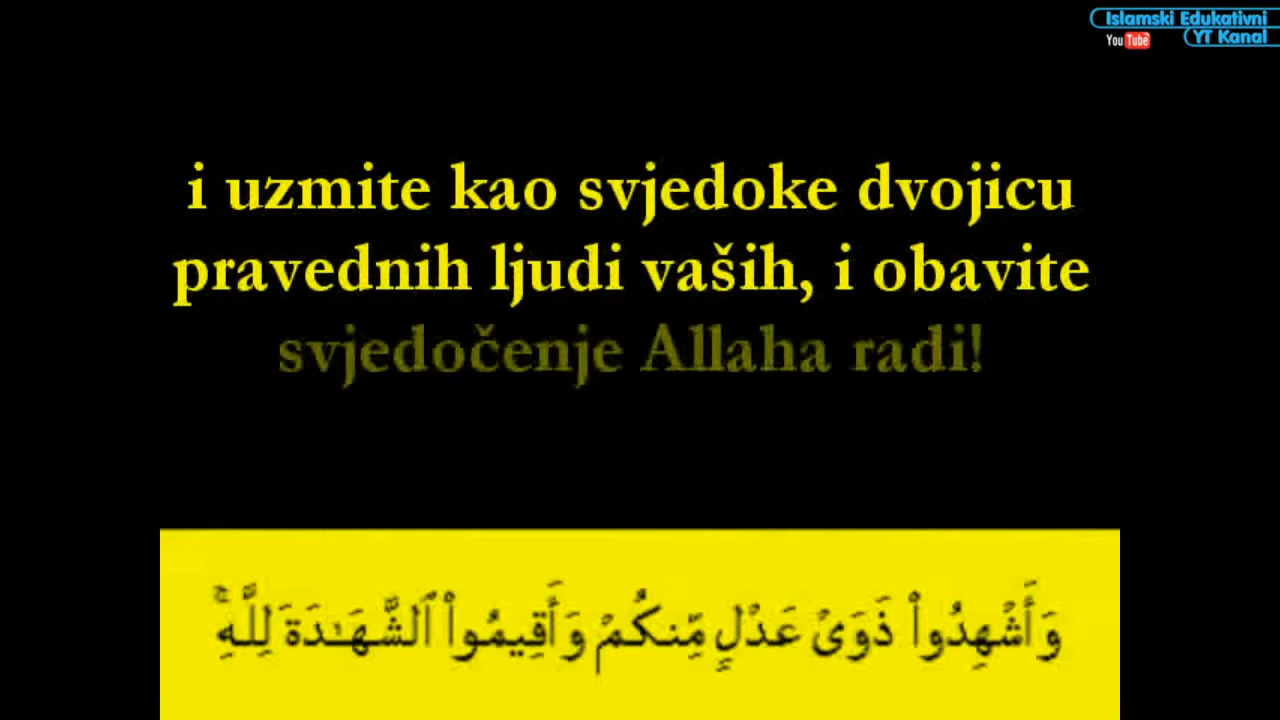 Islamski Edukativni
YouTube YT Kanal
i uzmite kao svjedoke dvojicu
pravednih ljudi vaših, i obavite
svjedočenje Allaha radi!
وَأَشْهِدُوا۟ ذَوَىْ عَدْلٍۢ مِّنكُمْ وَأَقِيمُوا۟ ٱلشَّهَـٰدَةَ لِلَّهِ ۚ